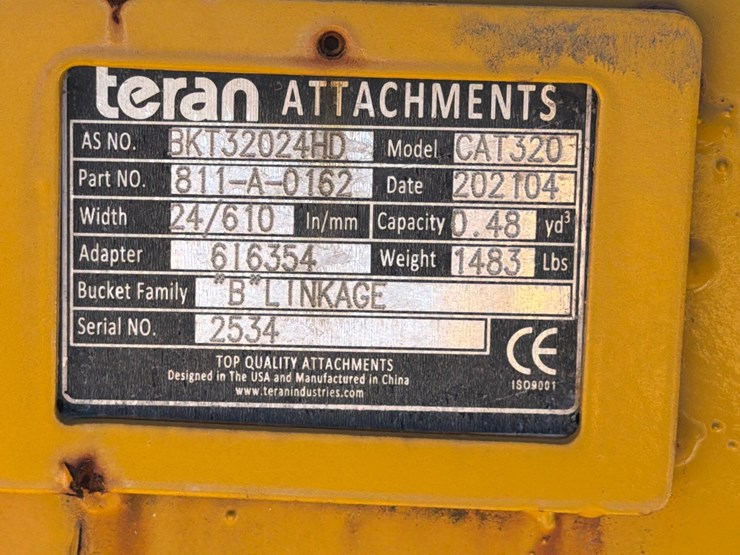 teran ATTACHMENTS
AS NO. BKT32024HD Model CAT320
Part NO. 811-A-0162 Date 202104
Width 24/610 In/mm Capacity 0.48 yd³
Adapter 616354 Weight 1483 Lbs
Bucket Family "B"LINKAGE
Serial NO. 2534
CE
ISO9001
TOP QUALITY ATTACHMENTS
Designed in The USA and Manufactured in China
www.teranindustries.com